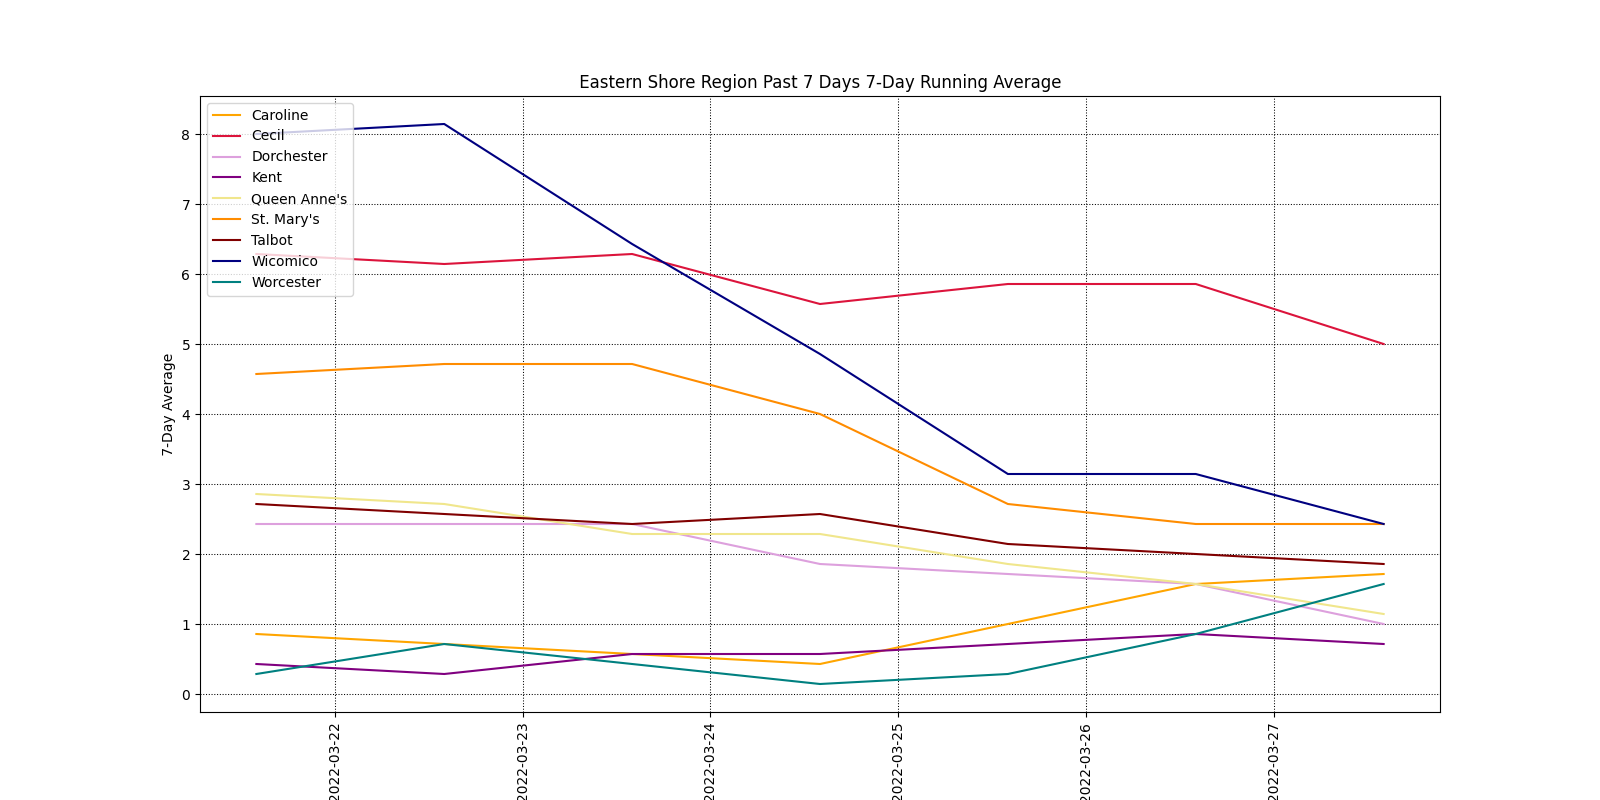 Eastern Shore Region Past 7 Days 7-Day Running Average
Caroline
Cecil
Dorchester
Kent
Queen Anne's
St. Mary's
Talbot
Wicomico
Worcester
8
7
6
5
4
3
2
1
0
7-Day Average
2022-03-22
2022-03-23
2022-03-24
2022-03-25
2022-03-26
2022-03-27